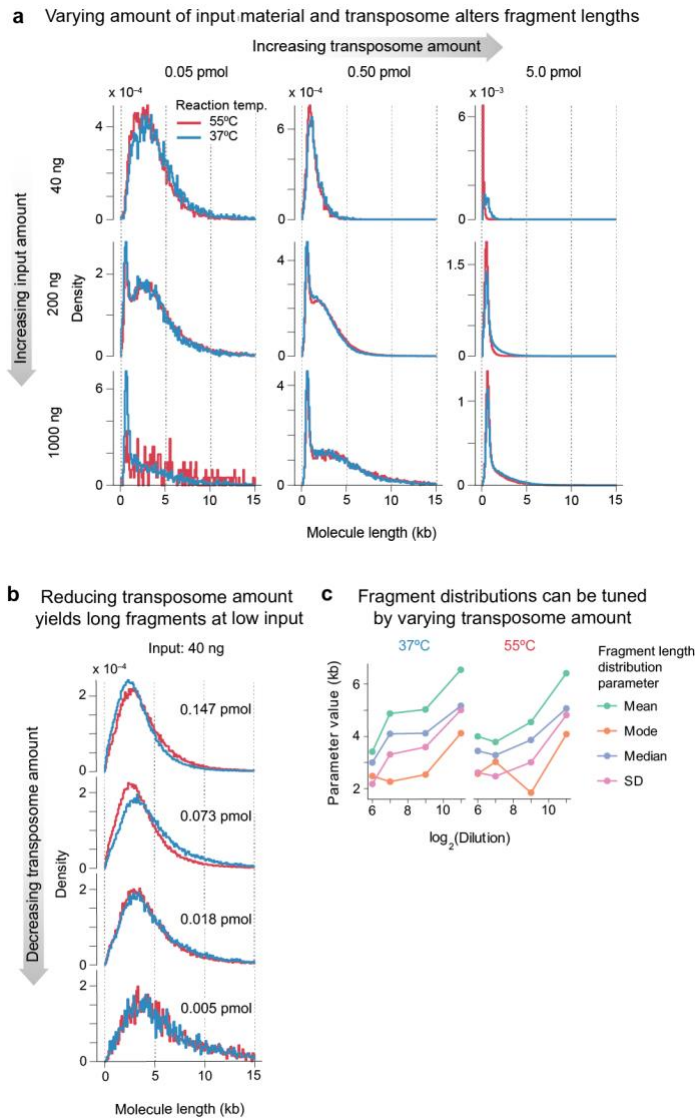 a Varying amount of input material and transposome alters fragment lengths
Increasing transposome amount
0.05 pmol 0.50 pmol 5.0 pmol
x 10⁻⁴ x 10⁻⁴ x 10⁻³
Reaction temp.
55ºC
37ºC
4 6 6
0 0 0
40 ng
2 4 1.5
0 0 0
200 ng
Density
Increasing input amount
6 4 1
0 0 0
1000 ng
0 5 10 15 0 5 10 15 0 5 10 15
Molecule length (kb)
b Reducing transposome amount
yields long fragments at low input
Input: 40 ng
x 10⁻⁴
2
0.147 pmol
0
2
0.073 pmol
0
Density
Decreasing transposome amount
2
0.018 pmol
0
2
0.005 pmol
0
0 5 10 15
Molecule length (kb)
c Fragment distributions can be tuned
by varying transposome amount
37ºC 55ºC
Parameter value (kb)
6
4
2
6 7 8 9 10 11 6 7 8 9 10 11
log₂(Dilution)
Fragment length
distribution
parameter
Mean
Mode
Median
SD